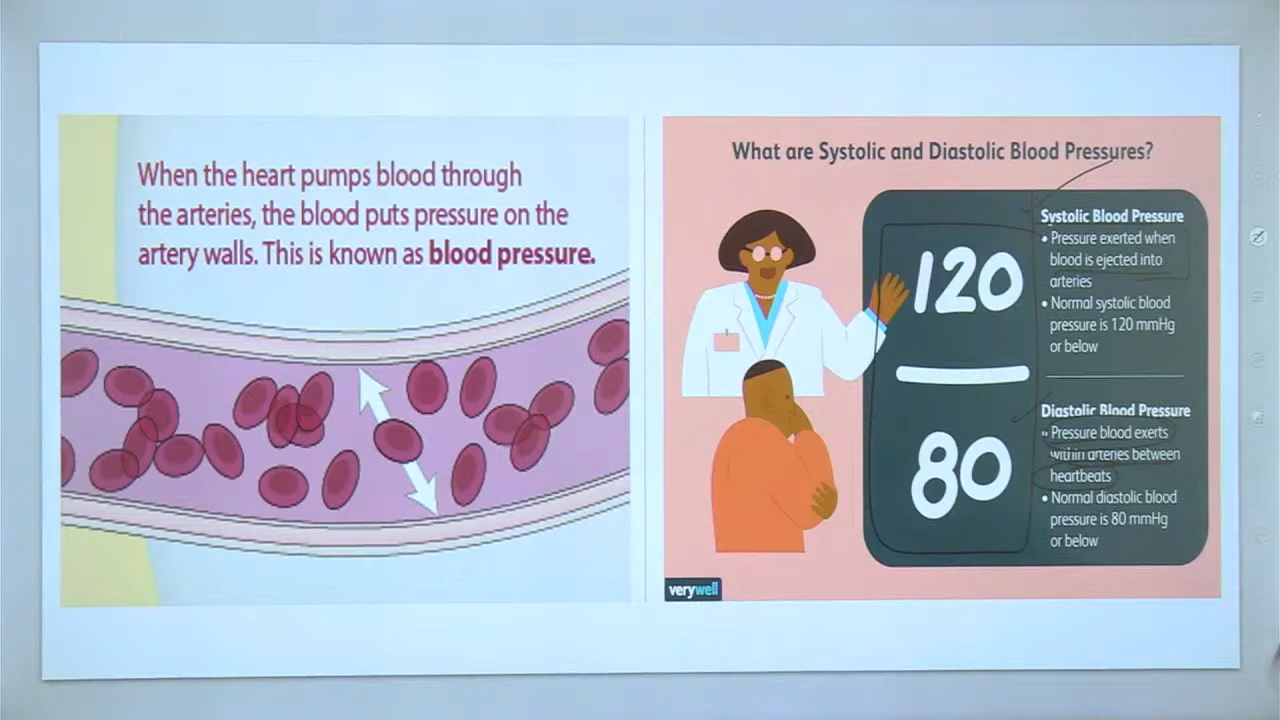 When the heart pumps blood through
the arteries, the blood puts pressure on the
artery walls. This is known as blood pressure.
What are Systolic and Diastolic Blood Pressures?
120
80
Systolic Blood Pressure
• Pressure exerted when
blood is ejected into
arteries
• Normal systolic blood
pressure is 120 mmHg
or below
Diastolic Blood Pressure
• Pressure blood exerts
within arteries between
heartbeats
• Normal diastolic blood
pressure is 80 mmHg
or below
verywell